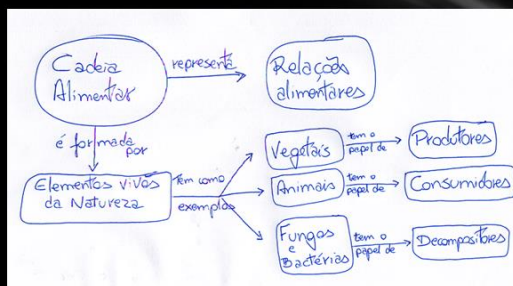 Cadeia
Alimentar
representa
Relações
alimentares
é formada
por
Elementos vivos
da Natureza
tem como
exemplos
Vegetais
tem o
papel de
Produtores
Animais
tem o
papel de
Consumidores
Fungos
e
Bactérias
tem o
papel de
Decompositores